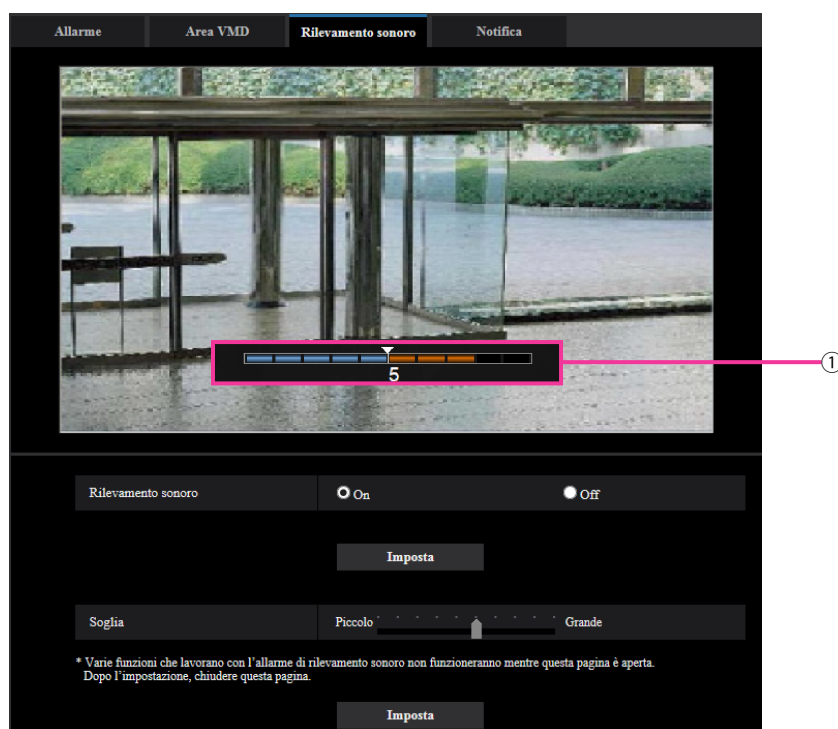 Allarme Area VMD Rilevamento sonoro Notifica
5
①
Rilevamento sonoro On Off
Imposta
Soglia Piccolo Grande
* Varie funzioni che lavorano con l'allarme di rilevamento sonoro non funzioneranno mentre questa pagina è aperta.
Dopo l'impostazione, chiudere questa pagina.
Imposta